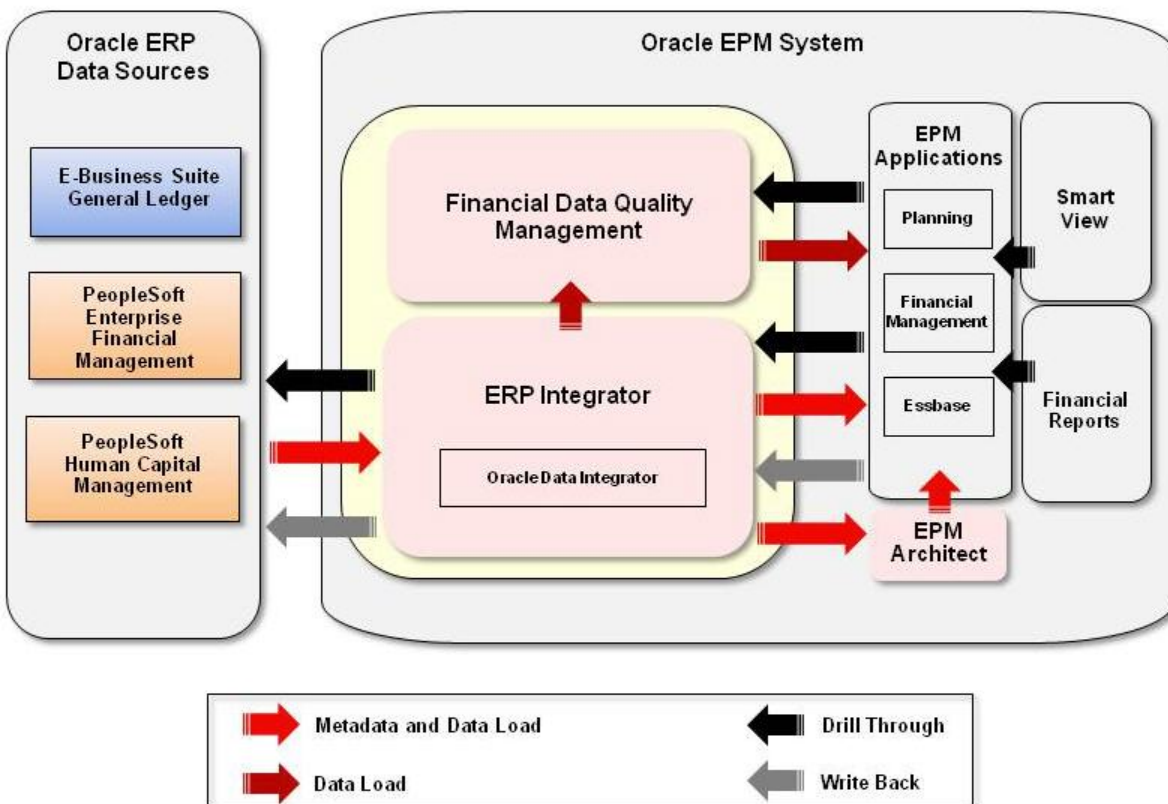 Oracle ERP
Data Sources
E-Business Suite
General Ledger
PeopleSoft
Enterprise
Financial
Management
PeopleSoft
Human Capital
Management
Oracle EPM System
Financial Data Quality
Management
ERP Integrator
Oracle Data Integrator
EPM
Applications
Planning
Financial
Management
Essbase
EPM
Architect
Smart
View
Financial
Reports
Metadata and Data Load
Drill Through
Data Load
Write Back